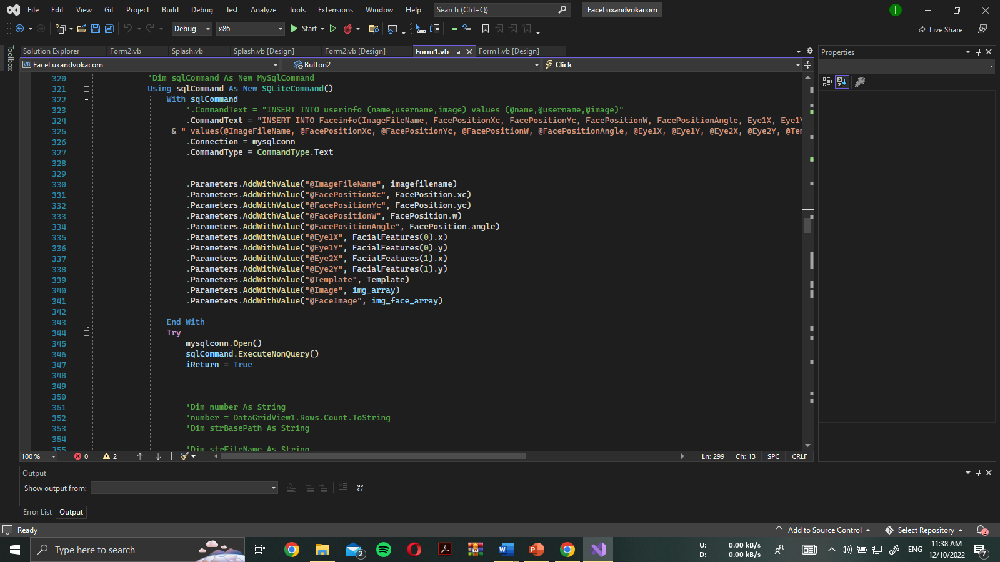 File Edit View Git Project Build Debug Test Analyze Tools Extensions Window Help Search (Ctrl+Q) FaceLuxandvokacom
Debug x86 Start Live Share
Toolbox
Solution Explorer Form2.vb Splash.vb Splash.vb [Design] Form2.vb [Design] Form1.vb Form1.vb [Design] Properties
VB FaceLuxandvokacom Button2 Click
320 'Dim sqlCommand As New MySqlCommand
321 Using sqlCommand As New SQLiteCommand()
322 With sqlCommand
323 '.CommandText = "INSERT INTO userinfo (name,username,image) values (@name,@username,@image)"
324 .CommandText = "INSERT INTO Faceinfo(ImageFileName, FacePositionXc, FacePositionYc, FacePositionW, FacePositionAngle, Eye1X, Eye1Y
325 & " values(@ImageFileName, @FacePositionXc, @FacePositionYc, @FacePositionW, @FacePositionAngle, @Eye1X, @Eye1Y, @Eye2X, @Eye2Y, @Tem
326 .Connection = mysqlconn
327 .CommandType = CommandType.Text
328
329
330 .Parameters.AddWithValue("@ImageFileName", imagefilename)
331 .Parameters.AddWithValue("@FacePositionXc", FacePosition.xc)
332 .Parameters.AddWithValue("@FacePositionYc", FacePosition.yc)
333 .Parameters.AddWithValue("@FacePositionW", FacePosition.w)
334 .Parameters.AddWithValue("@FacePositionAngle", FacePosition.angle)
335 .Parameters.AddWithValue("@Eye1X", FacialFeatures(0).x)
336 .Parameters.AddWithValue("@Eye1Y", FacialFeatures(0).y)
337 .Parameters.AddWithValue("@Eye2X", FacialFeatures(1).x)
338 .Parameters.AddWithValue("@Eye2Y", FacialFeatures(1).y)
339 .Parameters.AddWithValue("@Template", Template)
340 .Parameters.AddWithValue("@Image", img_array)
341 .Parameters.AddWithValue("@FaceImage", img_face_array)
342
343 End With
344 Try
345 mysqlconn.Open()
346 sqlCommand.ExecuteNonQuery()
347 iReturn = True
348
349
350
351 'Dim number As String
352 'number = DataGridView1.Rows.Count.ToString
353 'Dim strBasePath As String
354
355 'Dim strFileName As String
100 % 0 2 Ln: 299 Ch: 13 SPC CRLF
Output
Show output from:
Error List Output
Ready Add to Source Control Select Repository 2
Type here to search 2 U: 0.00 kB/s D: 0.00 kB/s ENG 11:38 AM 12/10/2022 7